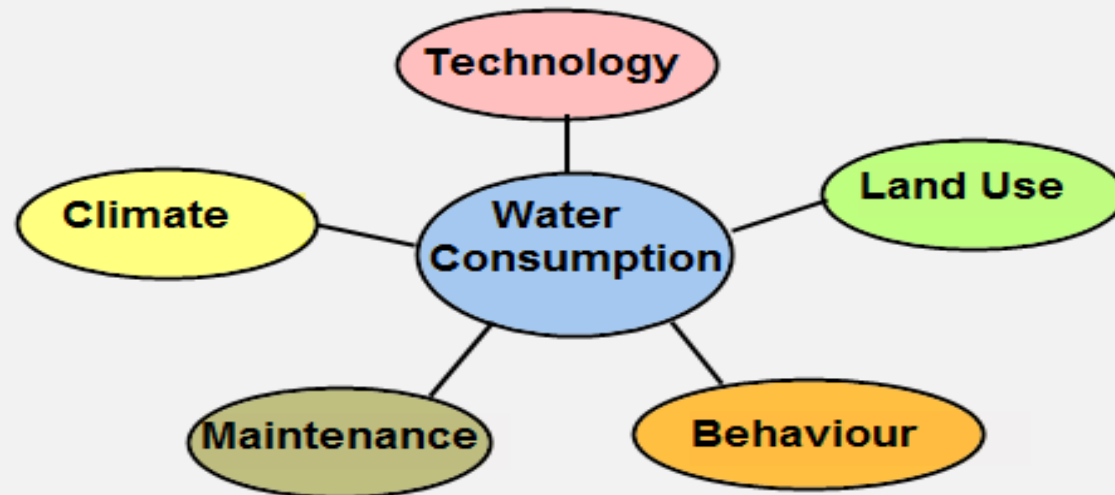 Technology
Land Use
Climate
Water
Consumption
Maintenance
Behaviour